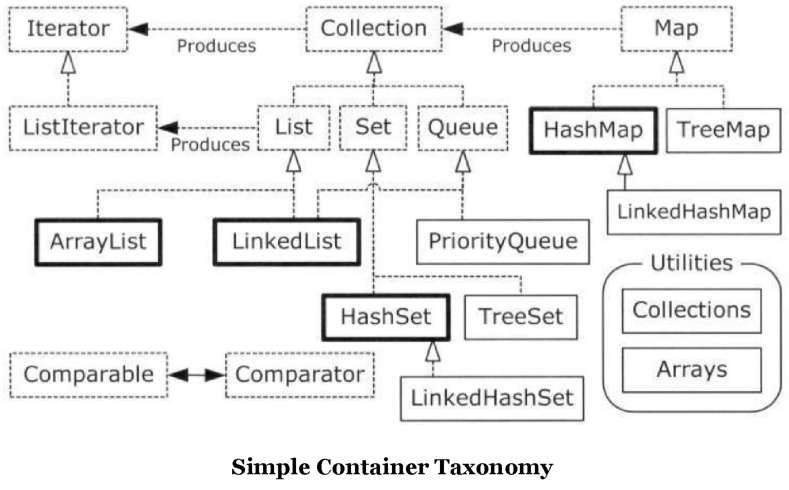 Iterator
Produces
Collection
Produces
Map
ListIterator
Produces
List
Set
Queue
HashMap
TreeMap
LinkedHashMap
ArrayList
LinkedList
PriorityQueue
Utilities
Collections
Arrays
HashSet
TreeSet
Comparable
Comparator
LinkedHashSet
Simple Container Taxonomy